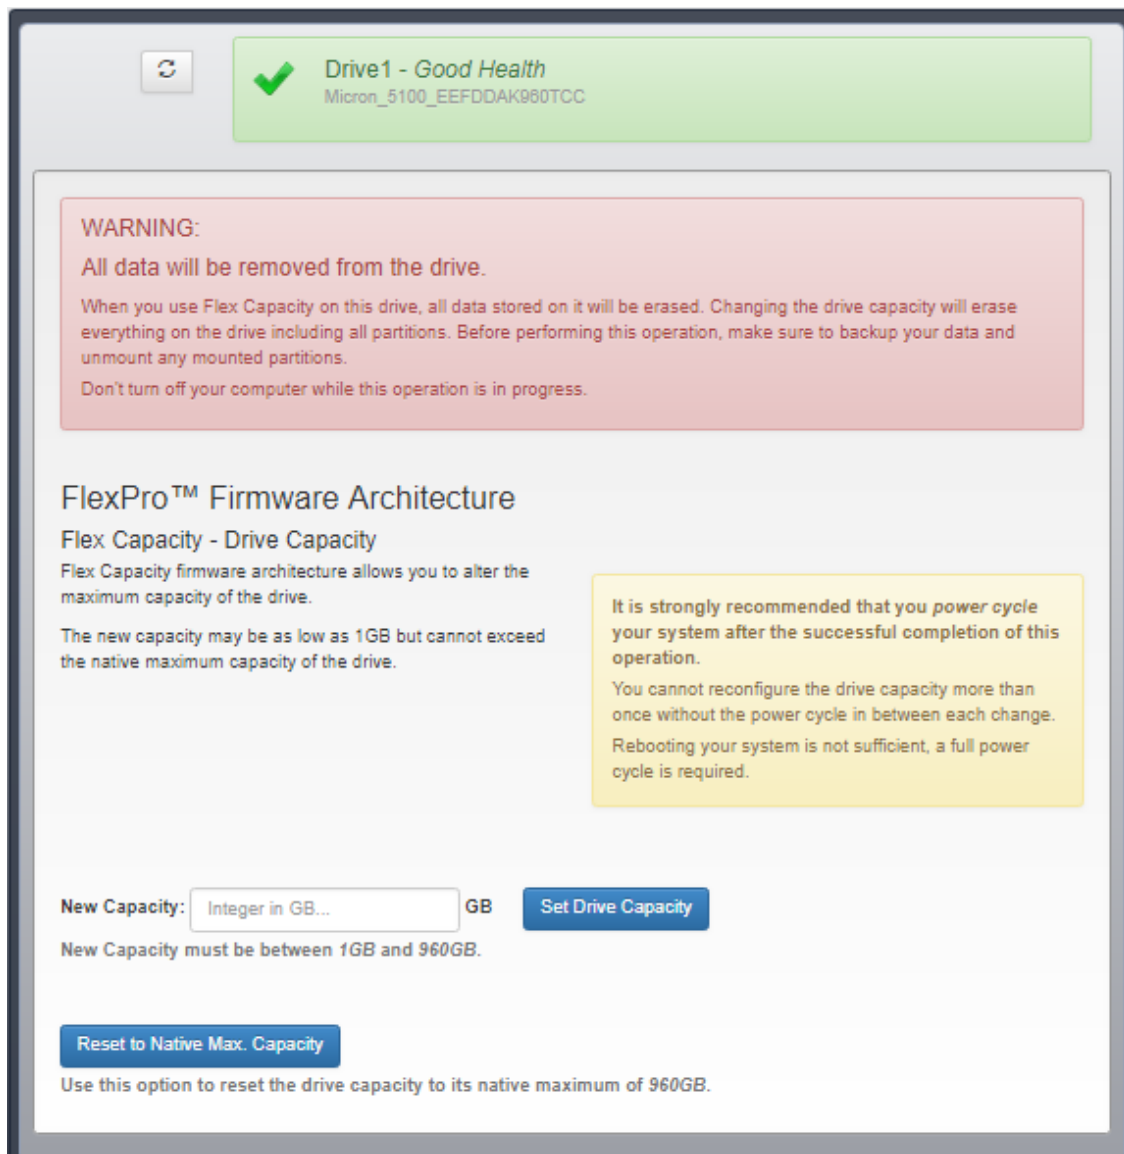 Drive1 - Good Health
Micron_5100_EEFDDAK960TCC
WARNING:
All data will be removed from the drive.
When you use Flex Capacity on this drive, all data stored on it will be erased. Changing the drive capacity will erase
everything on the drive including all partitions. Before performing this operation, make sure to backup your data and
unmount any mounted partitions.
Don't turn off your computer while this operation is in progress.
FlexPro™ Firmware Architecture
Flex Capacity - Drive Capacity
Flex Capacity firmware architecture allows you to alter the
maximum capacity of the drive.
The new capacity may be as low as 1GB but cannot exceed
the native maximum capacity of the drive.
It is strongly recommended that you power cycle
your system after the successful completion of this
operation.
You cannot reconfigure the drive capacity more than
once without the power cycle in between each change.
Rebooting your system is not sufficient, a full power
cycle is required.
New Capacity: Integer in GB... GB Set Drive Capacity
New Capacity must be between 1GB and 960GB.
Reset to Native Max. Capacity
Use this option to reset the drive capacity to its native maximum of 960GB.